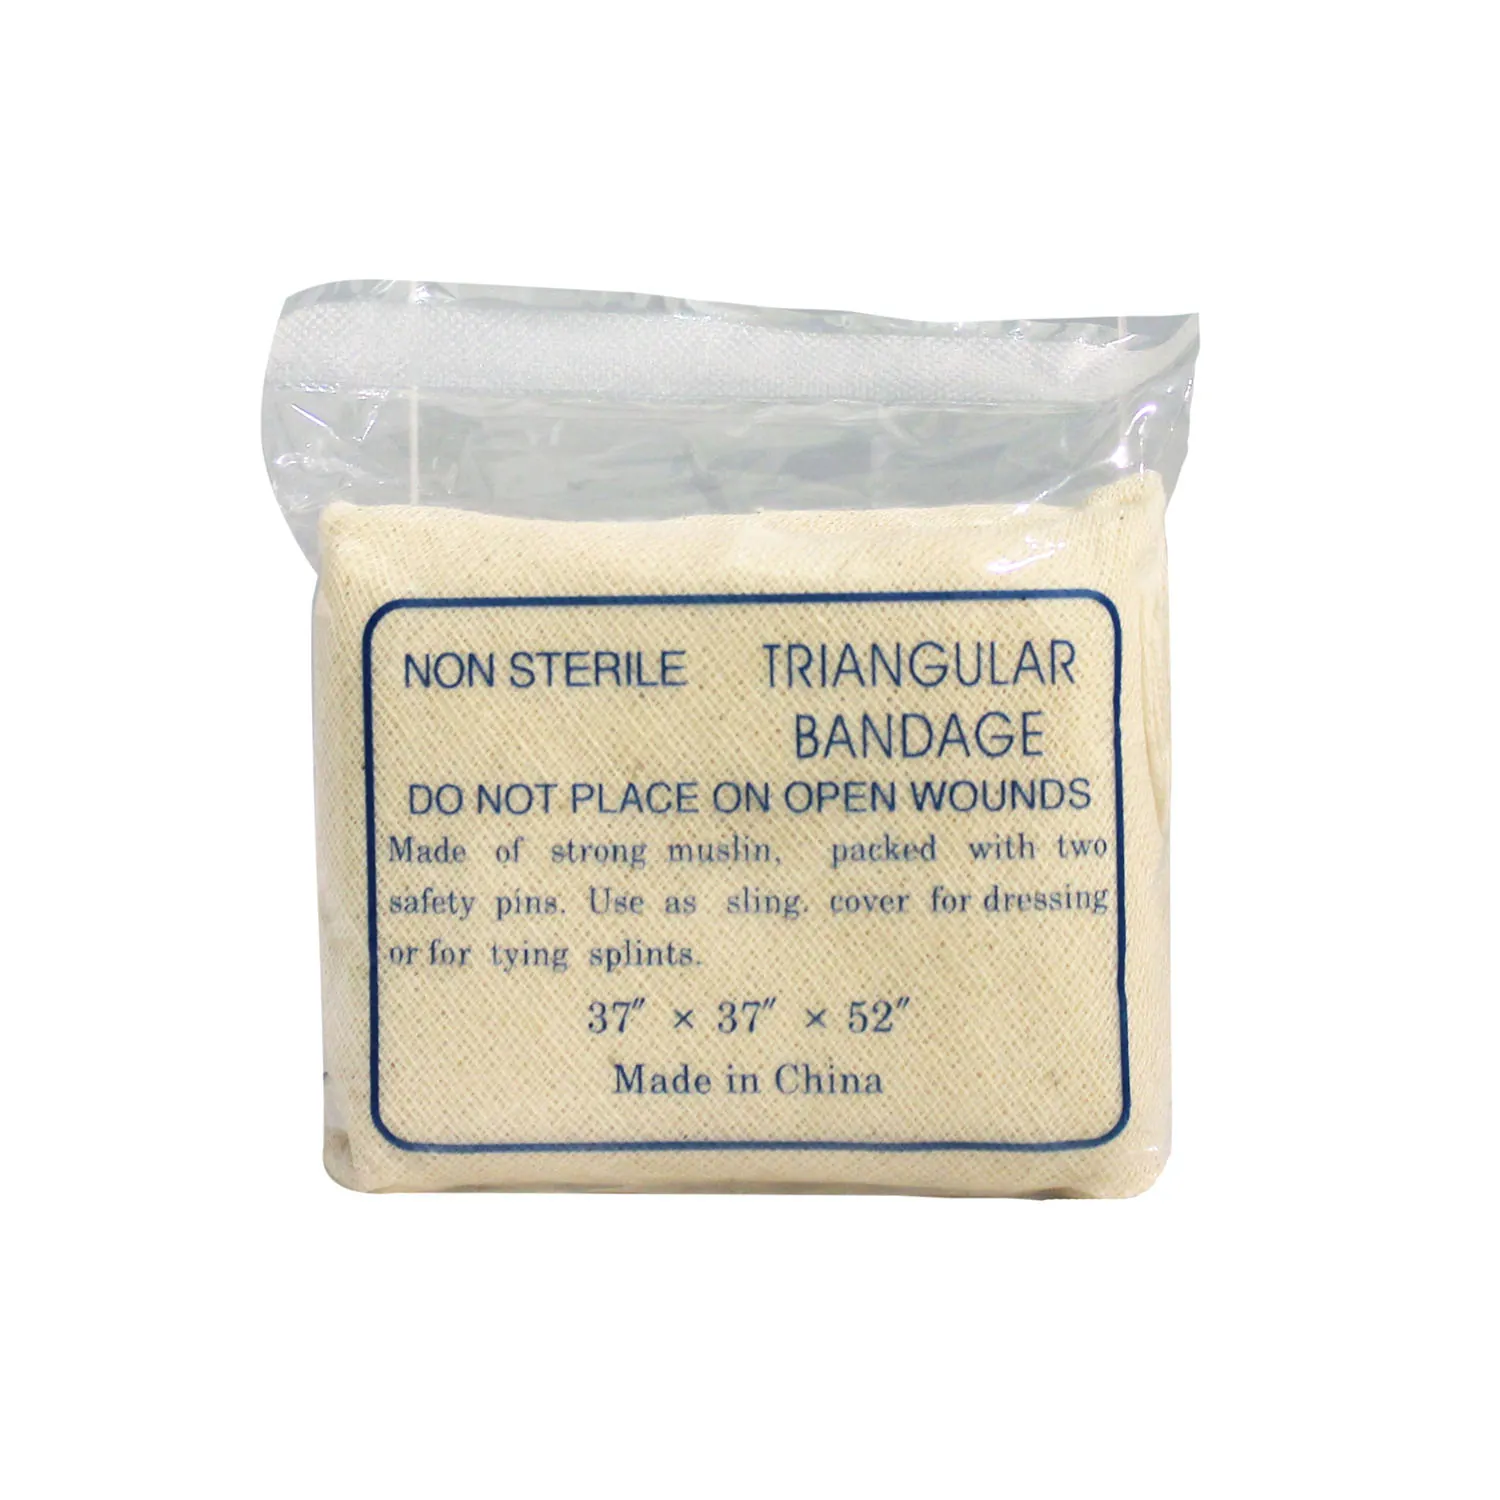 NON STERILE TRIANGULAR
BANDAGE
DO NOT PLACE ON OPEN WOUNDS
Made of strong muslin, packed with two
safety pins. Use as sling. cover for dressing
or for tying splints.
37″ × 37″ × 52″
Made in China